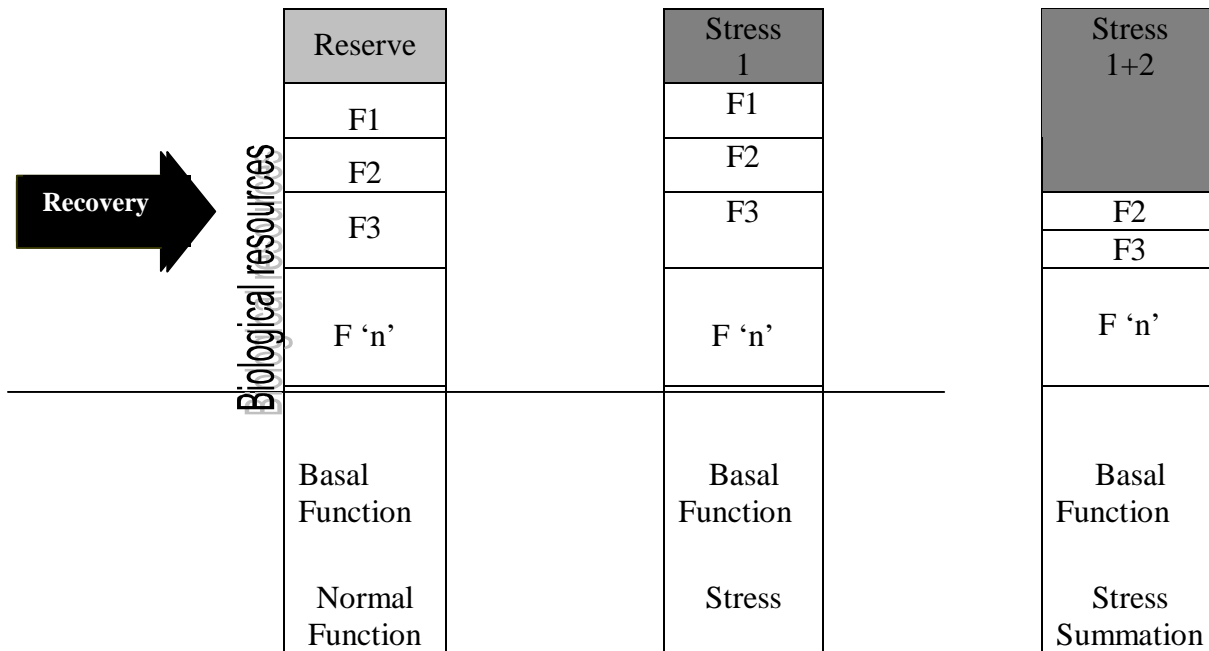 Recovery
Biological resources
Reserve
F1
F2
F3
F ‘n’
Basal
Function
Normal
Function
Stress
1
F1
F2
F3
F ‘n’
Basal
Function
Stress
Stress
1+2
F2
F3
F ‘n’
Basal
Function
Stress
Summation